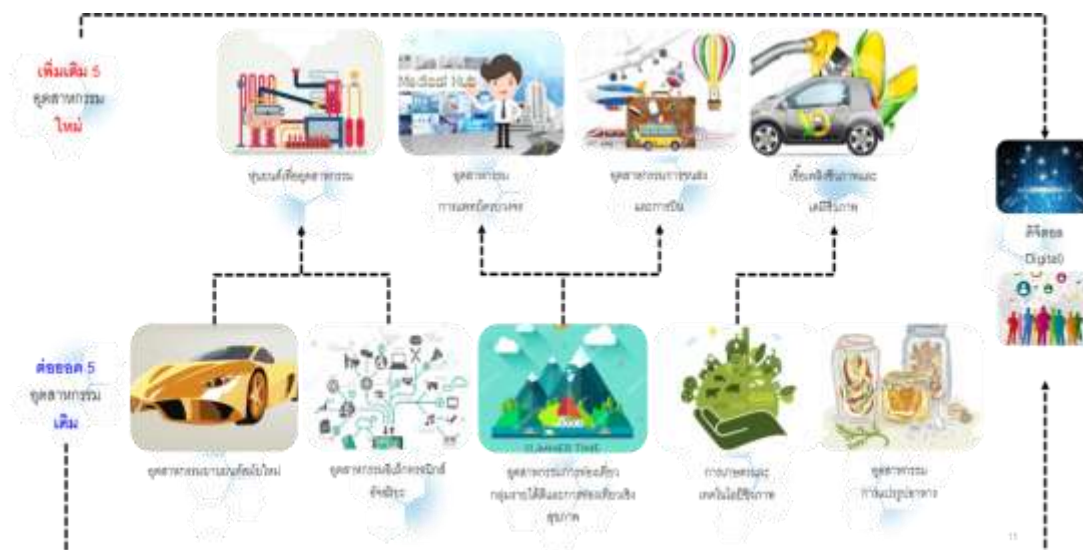 เพิ่มเติม 5
อุตสาหกรรม
ใหม่
Medical Hub
หุ่นยนต์เพื่ออุตสาหกรรม
อุตสาหกรรม
การแพทย์ครบวงจร
อุตสาหกรรมการขนส่ง
และการบิน
เชื้อเพลิงชีวภาพและ
เคมีชีวภาพ
ดิจิตอล
Digital)
ต่อยอด 5
อุตสาหกรรม
เดิม
SUMMER TIME
อุตสาหกรรมยานยนต์สมัยใหม่
อุตสาหกรรมอิเล็กทรอนิกส์
อัจฉริยะ
อุตสาหกรรมการท่องเที่ยว
กลุ่มรายได้ดีและการท่องเที่ยวเชิง
สุขภาพ
การเกษตรและ
เทคโนโลยีชีวภาพ
อุตสาหกรรม
การแปรรูปอาหาร